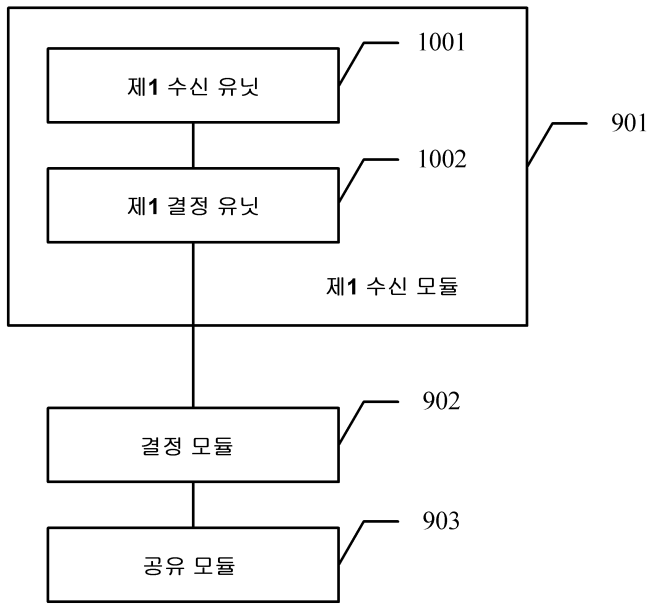 1001
제1 수신 유닛
901
1002
제1 결정 유닛
제1 수신 모듈
902
결정 모듈
903
공유 모듈